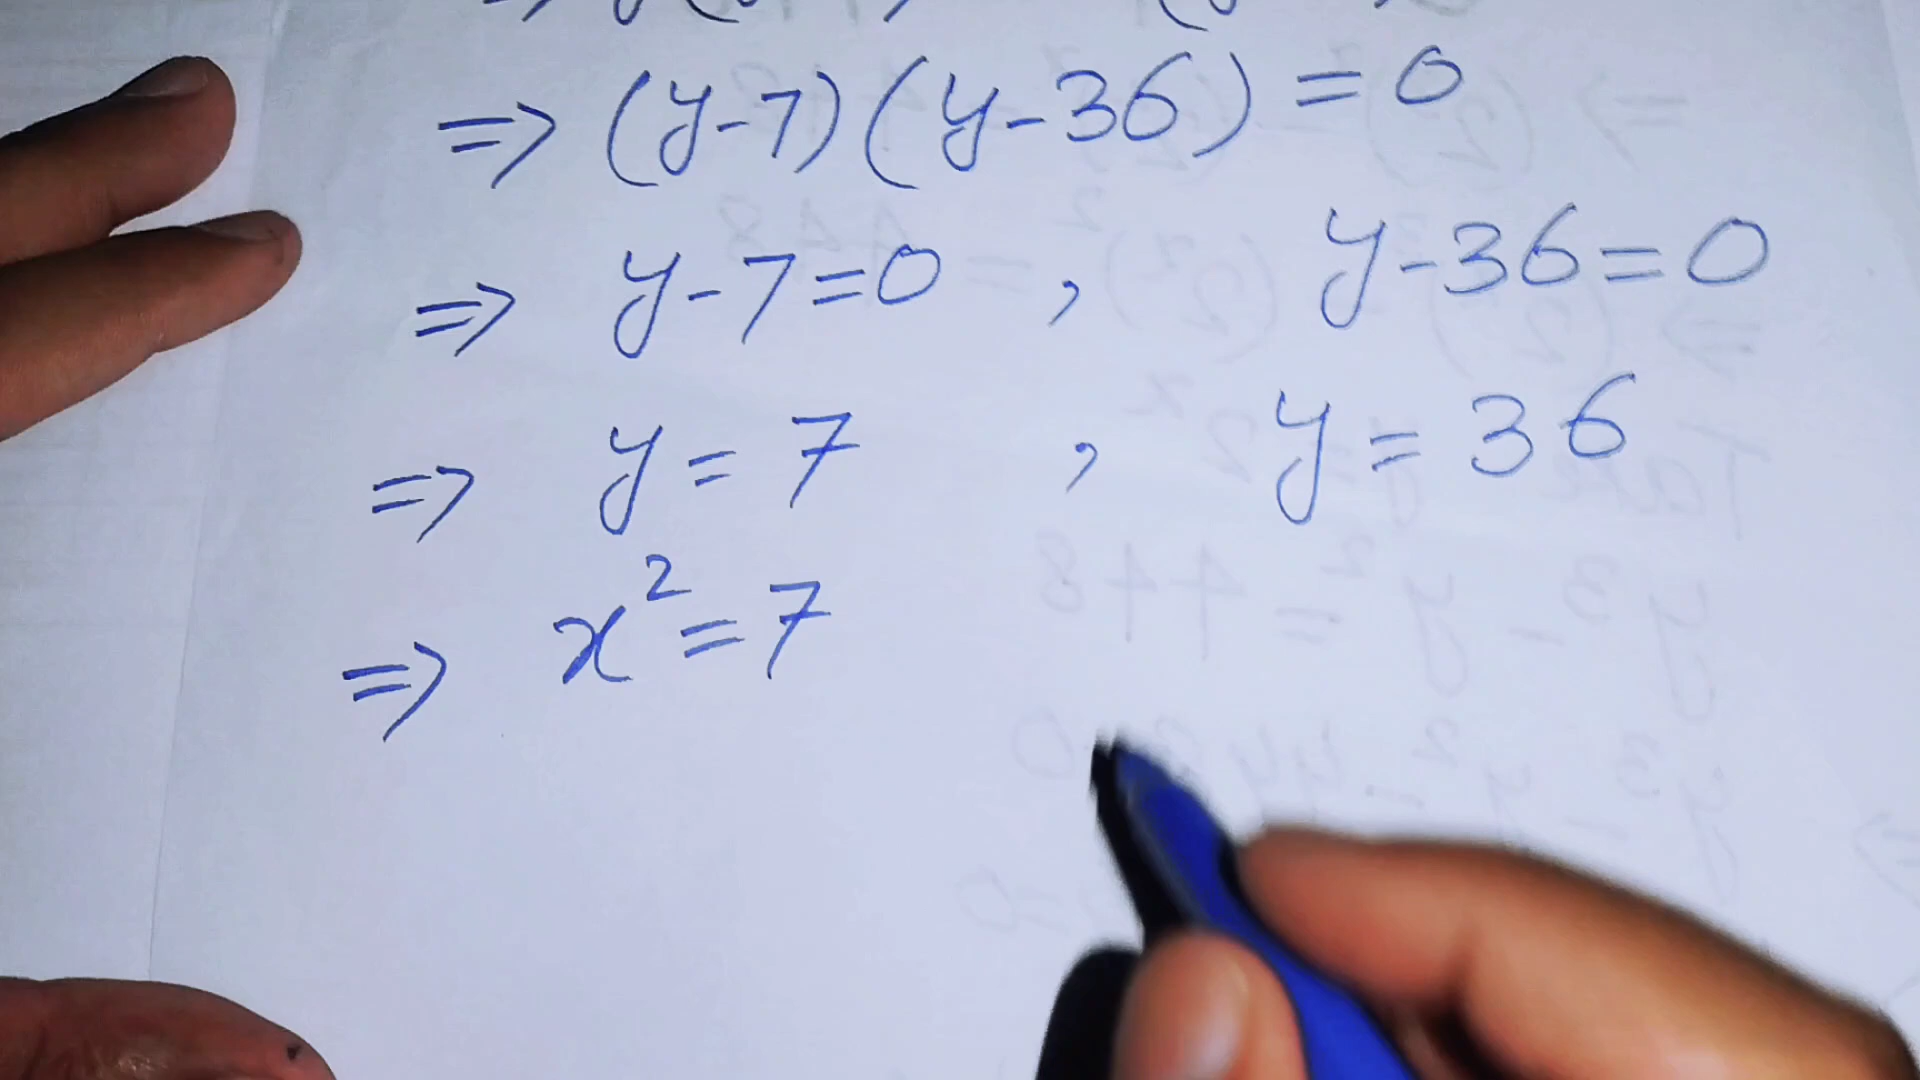 ⇒ (y-7)(y-36) = 0
⇒ y-7=0 , y-36=0
⇒ y = 7 , y = 36
⇒ x² = 7